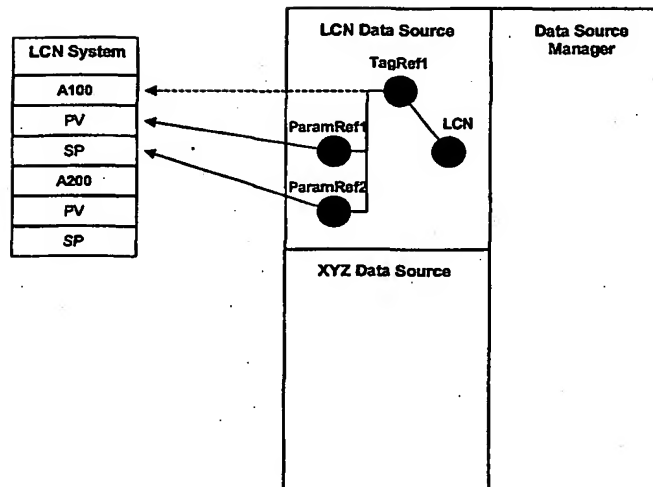 LCN System
A100
PV
SP
A200
PV
SP
LCN Data Source
TagRef1
LCN
ParamRef1
ParamRef2
XYZ Data Source
Data Source
Manager